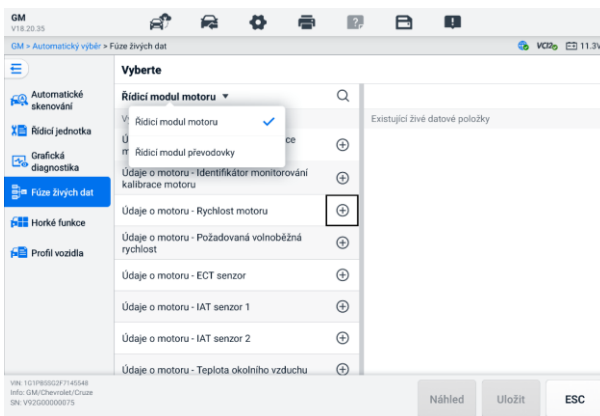 GM
V18.20.35
GM > Automatický výběr > Fúze živých dat
VCI 11.3V
Vyberte
Automatické
skenování
Řídicí jednotka
Grafická
diagnostika
Fúze živých dat
Horké funkce
Profil vozidla
Řídicí modul motoru
Řídicí modul motoru
Řídicí modul převodovky
Existující živé datové položky
Údaje o motoru - Identifikátor monitorování
kalibrace motoru
Údaje o motoru - Rychlost motoru
Údaje o motoru - Požadovaná volnoběžná
rychlost
Údaje o motoru - ECT senzor
Údaje o motoru - IAT senzor 1
Údaje o motoru - IAT senzor 2
Údaje o motoru - Teplota okolního vzduchu
VIN: 1G1PB5SG2F7145548
Info: GM/Chevrolet/Cruze
SN: V92G00000075
Náhled
Uložit
ESC